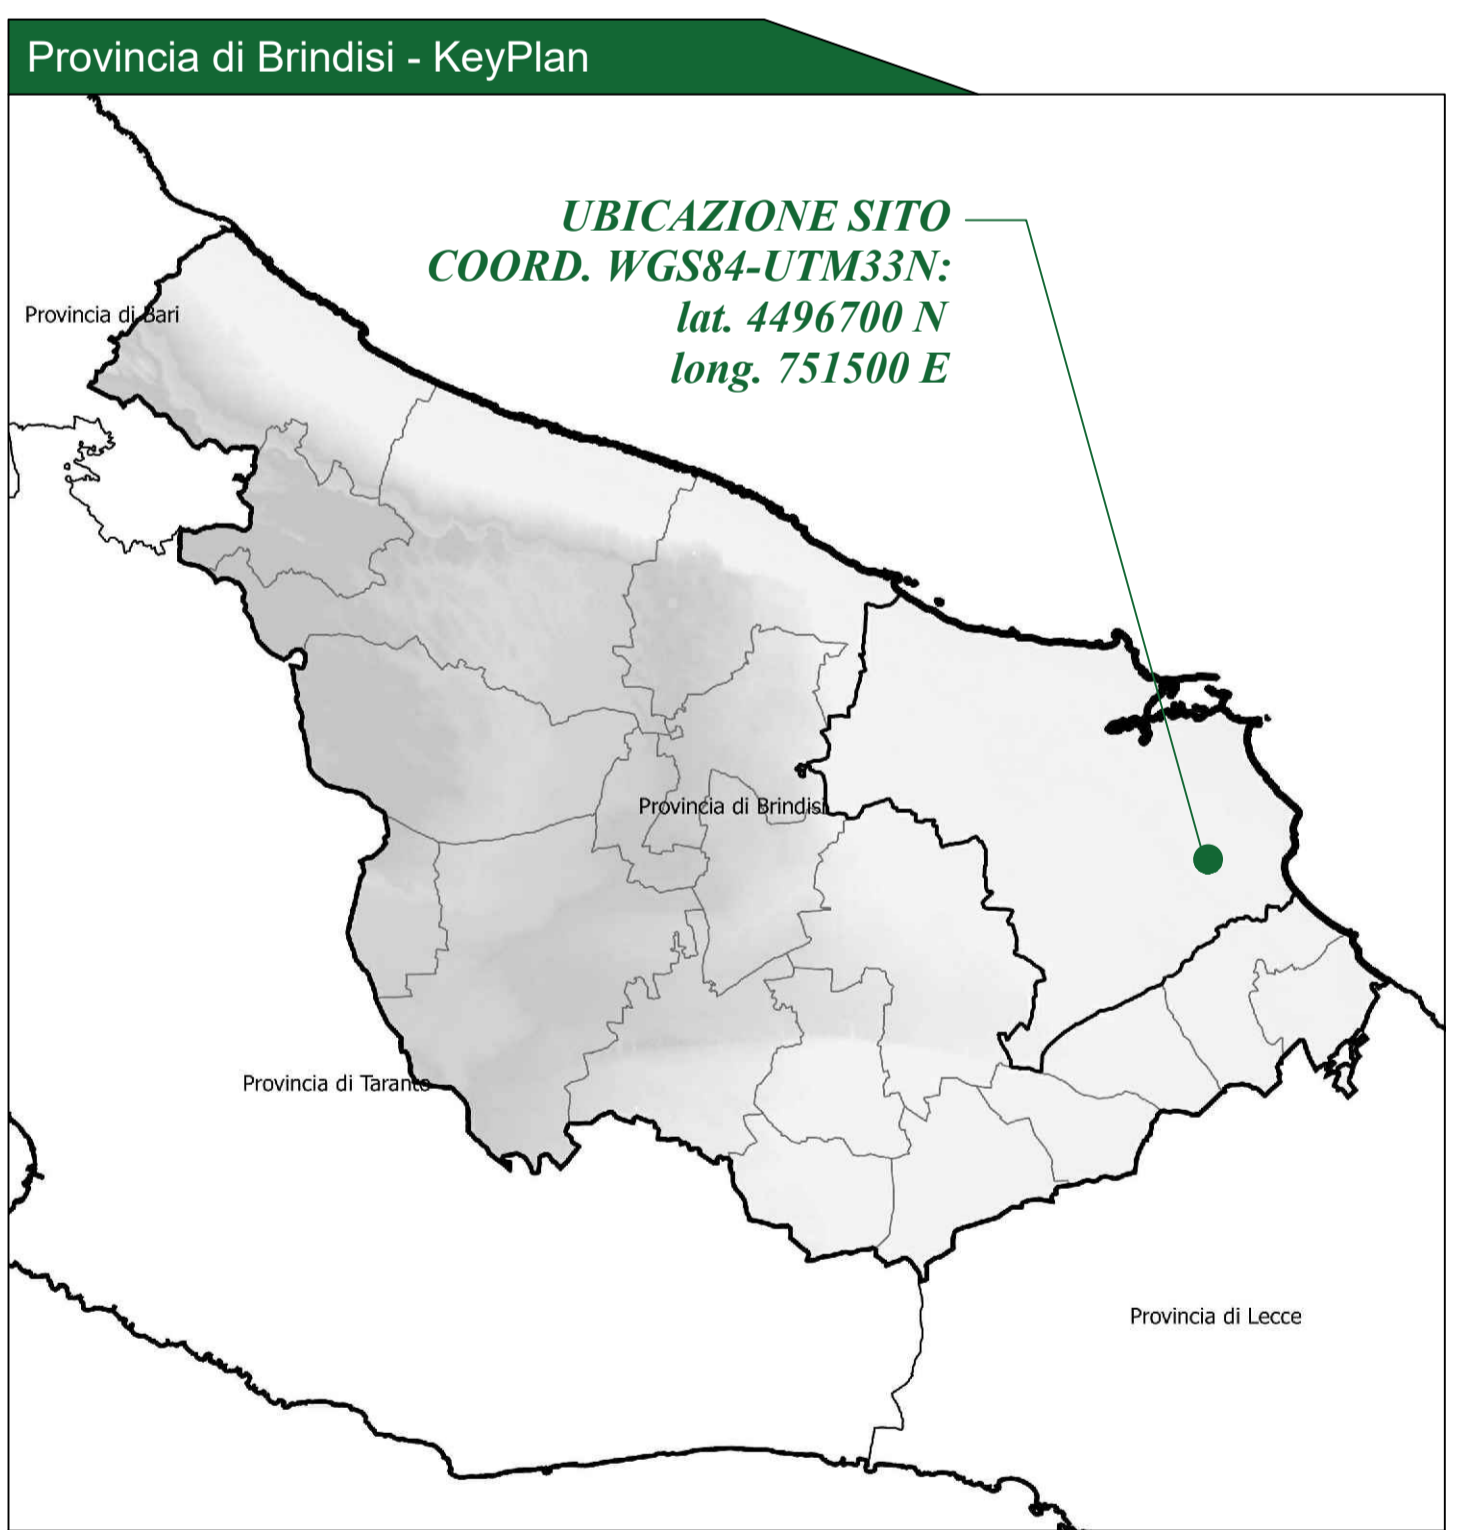 Provincia di Brindisi - KeyPlan
UBICAZIONE SITO
COORD. WGS84-UTM33N:
lat. 4496700 N
long. 751500 E
Provincia di Bari
Provincia di Brindisi
Provincia di Taranto
Provincia di Lecce